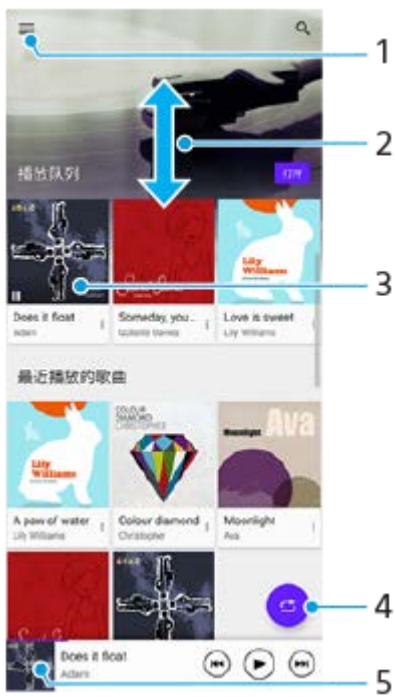 1
2
播放队列
打开
3
Does it float
Someday, you...
Love is sweet
Adam
Lily Williams
最近播放的歌曲
Lily
Williams
COLOUR
DIAMOND
CHRISTOPHER
Moonlight
Ava
A paw of water
Colour diamond
Moonlight
Lily Williams
Christopher
Ava
4
Does it float
Adam
5